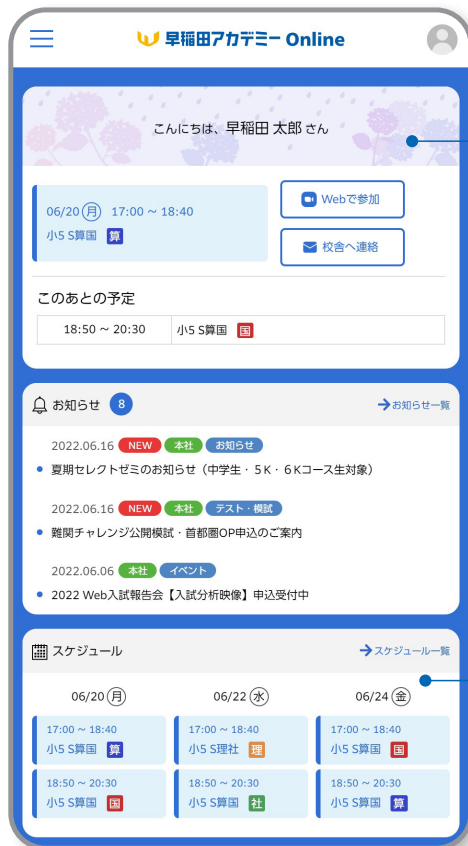 早稲田アカデミー Online
こんにちは、早稲田 太郎 さん
06/20 月 17:00 ~ 18:40
小5 S算国 算
Webで参加
校舎へ連絡
このあとの予定
18:50 ~ 20:30 小5 S算国 国
お知らせ 8 →お知らせ一覧
2022.06.16 NEW 本社 お知らせ
• 夏期セレクトゼミのお知らせ（中学生・５K・６Kコース生対象）
2022.06.16 NEW 本社 テスト・模試
• 難関チャレンジ公開模試・首都圏OP申込のご案内
2022.06.06 本社 イベント
• 2022 Web入試報告会【入試分析映像】申込受付中
スケジュール →スケジュール一覧
06/20 月 06/22 水 06/24 金
17:00 ~ 18:40 17:00 ~ 18:40 17:00 ~ 18:40
小5 S算国 算 小5 S理社 理 小5 S算国 国
18:50 ~ 20:30 18:50 ~ 20:30 18:50 ~ 20:30
小5 S算国 国 小5 S算国 社 小5 S算国 算